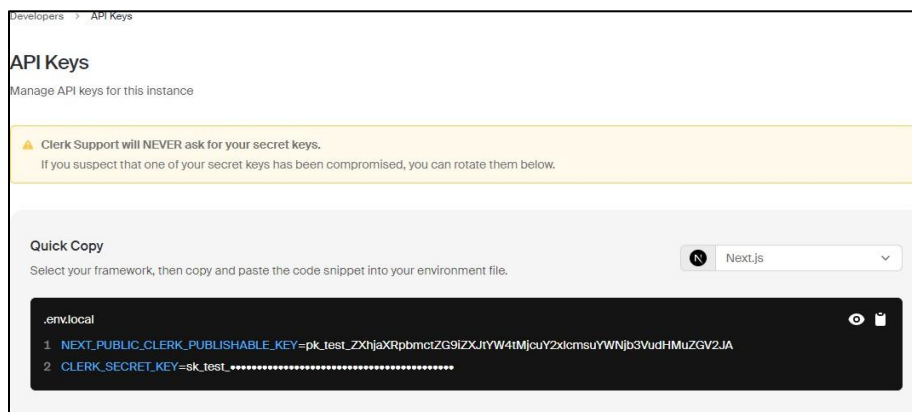 Developers > API Keys
API Keys
Manage API keys for this instance
Clerk Support will NEVER ask for your secret keys.
If you suspect that one of your secret keys has been compromised, you can rotate them below.
Quick Copy
Select your framework, then copy and paste the code snippet into your environment file.
N Next.js
.env.local
1 NEXT_PUBLIC_CLERK_PUBLISHABLE_KEY=pk_test_ZXhjaXRpbmctZG9iZXJtYW4tMjcuY2xlcmsuYWNjb3VudHMuZGV2JA
2 CLERK_SECRET_KEY=sk_test_••••••••••••••••••••••••••••••••••••••••••